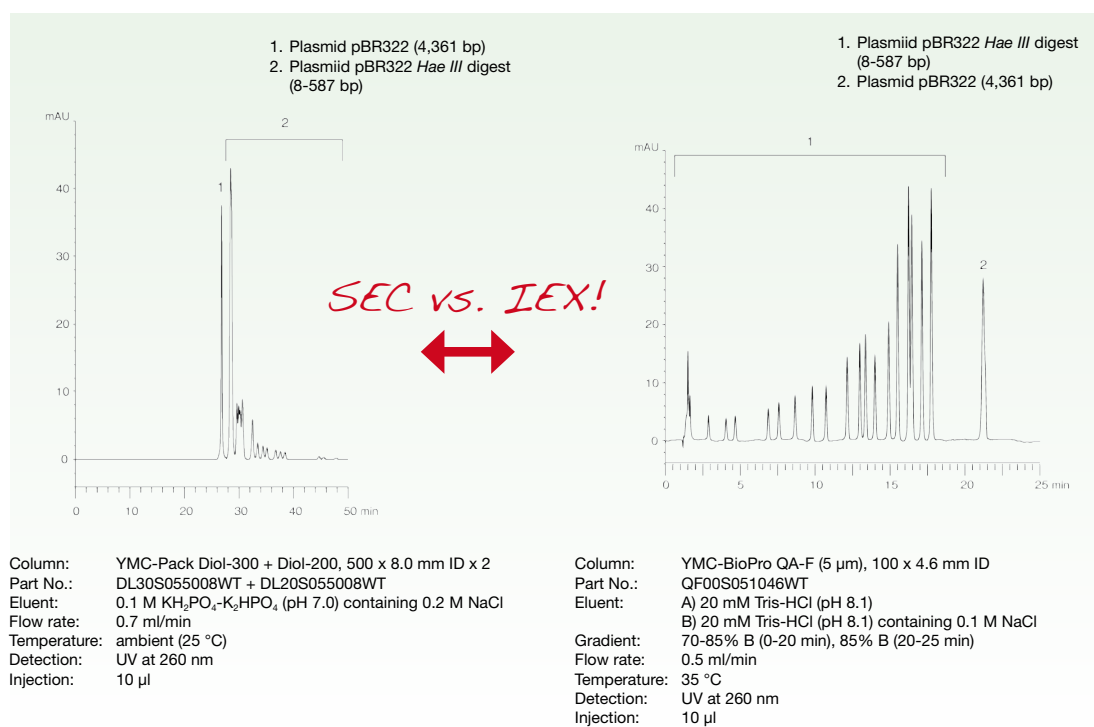 1. Plasmid pBR322 (4,361 bp)
2. Plasmiid pBR322 Hae III digest
(8-587 bp)
mAU
2
1
40
30
20
10
0
0
10
20
30
40
50 min
SEC vs. IEX!
1. Plasmiid pBR322 Hae III digest
(8-587 bp)
2. Plasmid pBR322 (4,361 bp)
mAU
1
2
40
30
20
10
0
0
5
10
15
20
25 min
Column: YMC-Pack Diol-300 + Diol-200, 500 x 8.0 mm ID x 2
Part No.: DL30S055008WT + DL20S055008WT
Eluent: 0.1 M KH₂PO₄-K₂HPO₄ (pH 7.0) containing 0.2 M NaCl
Flow rate: 0.7 ml/min
Temperature: ambient (25 °C)
Detection: UV at 260 nm
Injection: 10 µl
Column: YMC-BioPro QA-F (5 µm), 100 x 4.6 mm ID
Part No.: QF00S051046WT
Eluent: A) 20 mM Tris-HCl (pH 8.1)
B) 20 mM Tris-HCl (pH 8.1) containing 0.1 M NaCl
Gradient: 70-85% B (0-20 min), 85% B (20-25 min)
Flow rate: 0.5 ml/min
Temperature: 35 °C
Detection: UV at 260 nm
Injection: 10 µl